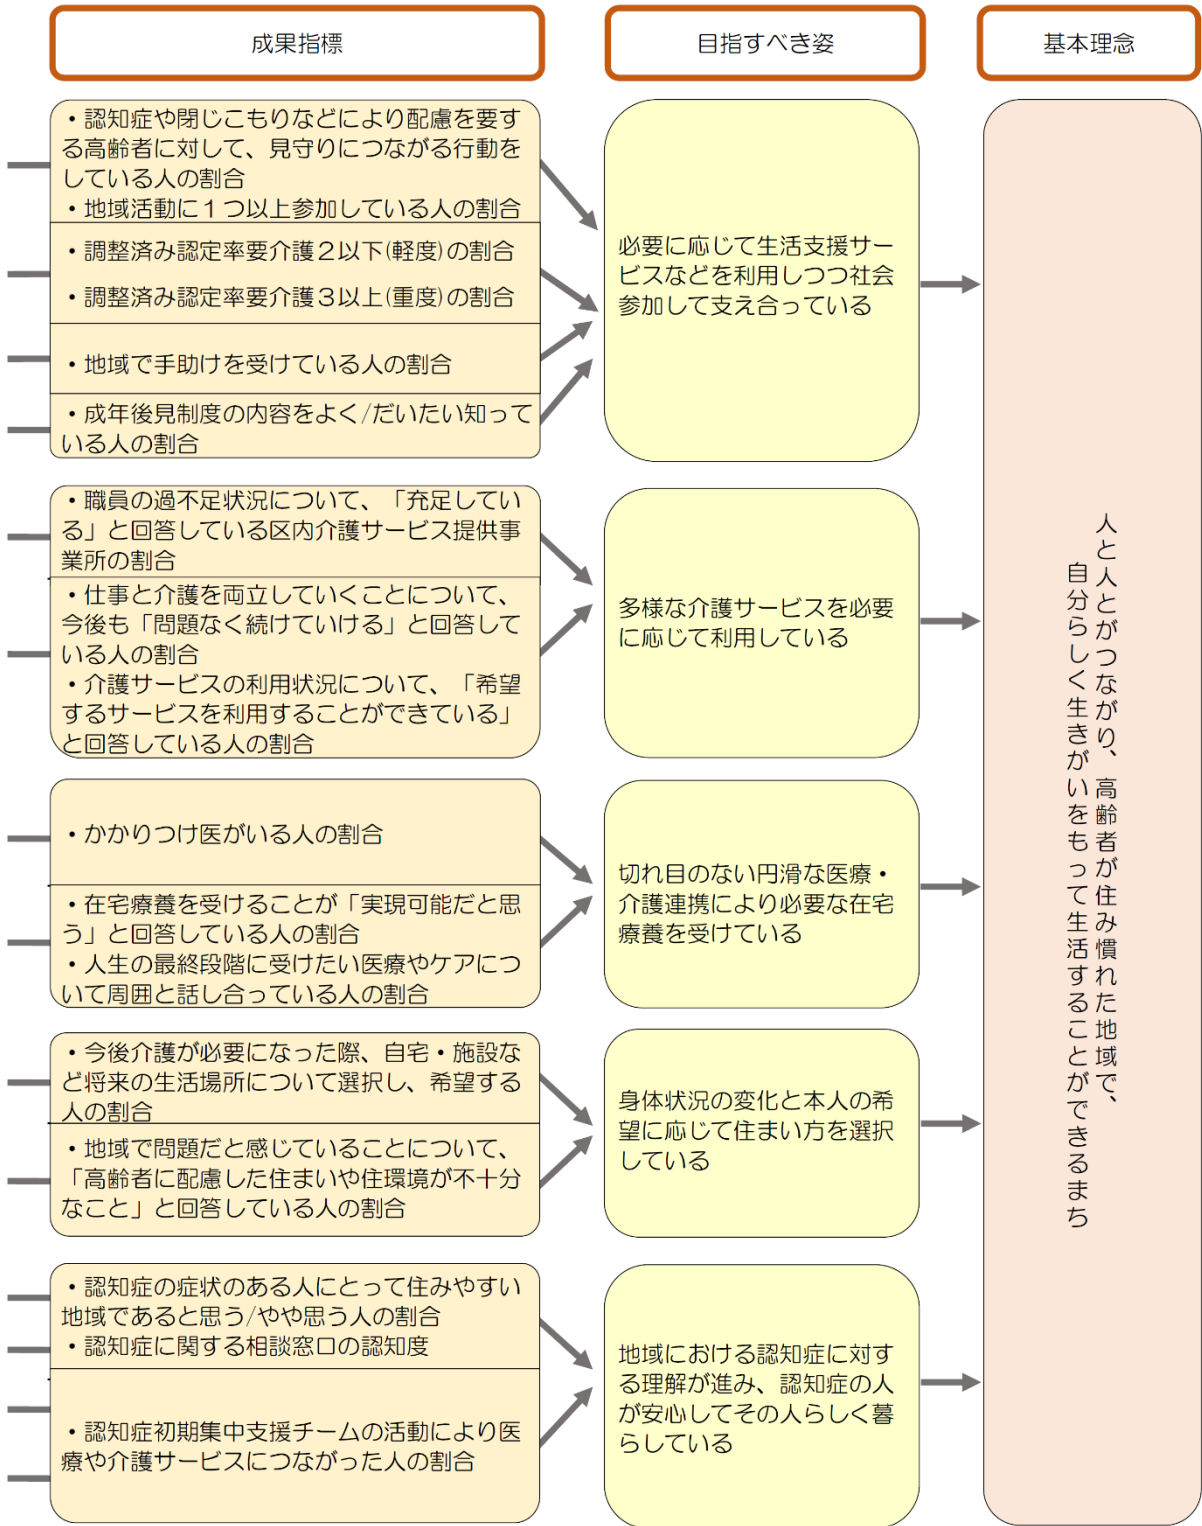 成果指標
目指すべき姿
基本理念
・認知症や閉じこもりなどにより配慮を要す
る高齢者に対して、見守りにつながる行動を
している人の割合
・地域活動に１つ以上参加している人の割合
・調整済み認定率要介護２以下(軽度)の割合
・調整済み認定率要介護３以上(重度)の割合
・地域で手助けを受けている人の割合
・成年後見制度の内容をよく/だいたい知って
いる人の割合
必要に応じて生活支援サー
ビスなどを利用しつつ社会
参加して支え合っている
・職員の過不足状況について、「充足してい
る」と回答している区内介護サービス提供事
業所の割合
・仕事と介護を両立していくことについて、
今後も「問題なく続けていける」と回答して
いる人の割合
・介護サービスの利用状況について、「希望
するサービスを利用することができている」
と回答している人の割合
多様な介護サービスを必要
に応じて利用している
・かかりつけ医がいる人の割合
・在宅療養を受けることが「実現可能だと思
う」と回答している人の割合
・人生の最終段階に受けたい医療やケアにつ
いて周囲と話し合っている人の割合
切れ目のない円滑な医療・
介護連携により必要な在宅
療養を受けている
・今後介護が必要になった際、自宅・施設な
ど将来の生活場所について選択し、希望する
人の割合
・地域で問題だと感じていることについて、
「高齢者に配慮した住まいや住環境が不十分
なこと」と回答している人の割合
身体状況の変化と本人の希
望に応じて住まい方を選択
している
・認知症の症状のある人にとって住みやすい
地域であると思う/やや思う人の割合
・認知症に関する相談窓口の認知度
・認知症初期集中支援チームの活動により医
療や介護サービスにつながった人の割合
地域における認知症に対す
る理解が進み、認知症の人
が安心してその人らしく暮
らしている
人と人とがつながり、高齢者が住み慣れた地域で、
自分らしく生きがいをもって生活することができるまち